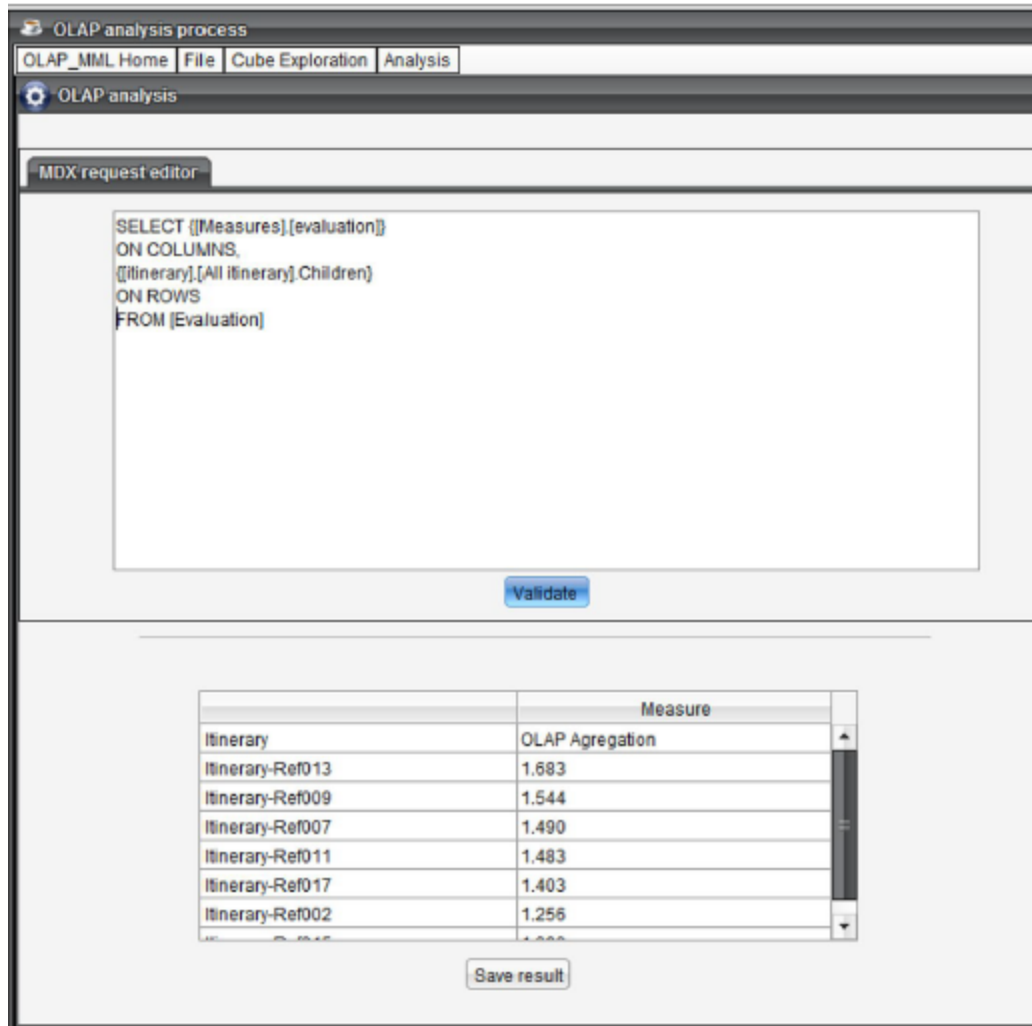 OLAP analysis process
OLAP_MML Home File Cube Exploration Analysis
OLAP analysis
MDX request editor
SELECT {[Measures].[evaluation]}
ON COLUMNS,
{[itinerary].[All itinerary].Children}
ON ROWS
FROM [Evaluation]
Validate
Measure
Itinerary OLAP Agregation
Itinerary-Ref013 1.683
Itinerary-Ref009 1.544
Itinerary-Ref007 1.490
Itinerary-Ref011 1.483
Itinerary-Ref017 1.403
Itinerary-Ref002 1.256
Save result